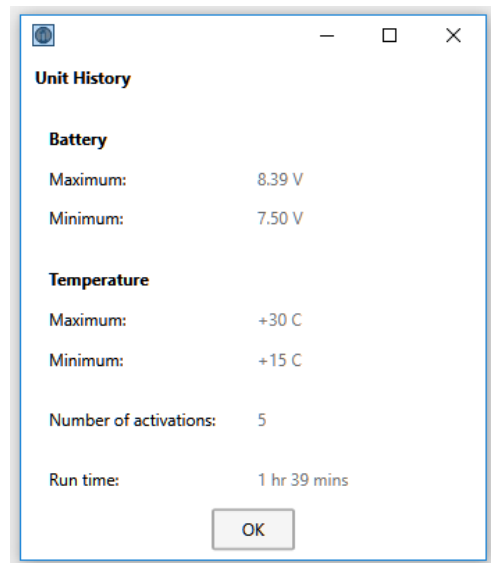 Unit History
Battery
Maximum: 8.39 V
Minimum: 7.50 V
Temperature
Maximum: +30 C
Minimum: +15 C
Number of activations: 5
Run time: 1 hr 39 mins
OK